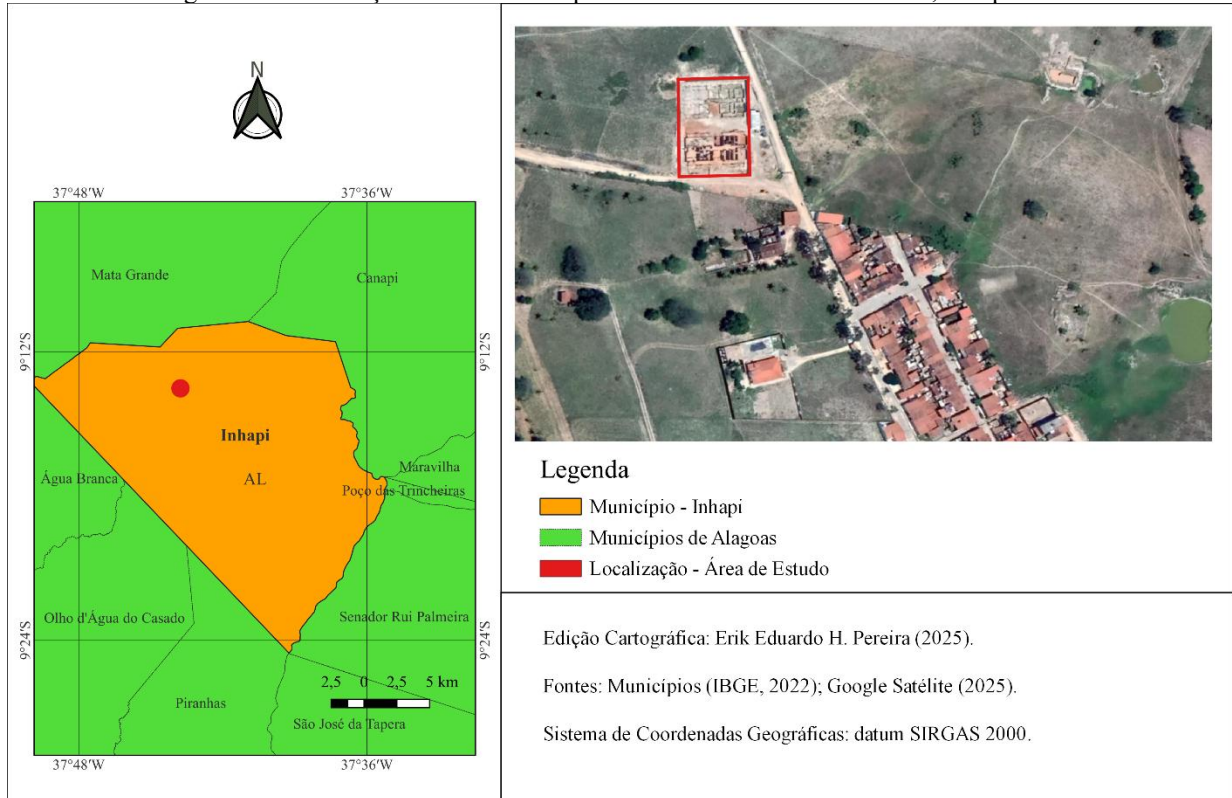 N
37°48'W 37°36'W
Mata Grande
Canapi
9°12'S 9°12'S
Inhapi
AL
Água Branca
Maravilha
Poço das Trincheiras
Olho d'Água do Casado
Senador Rui Palmeira
9°24'S 9°24'S
2,5 0 2,5 5 km
Piranhas
São José da Tapera
37°48'W 37°36'W
Legenda
Município - Inhapi
Municípios de Alagoas
Localização - Área de Estudo
Edição Cartográfica: Erik Eduardo H. Pereira (2025).
Fontes: Municípios (IBGE, 2022); Google Satélite (2025).
Sistema de Coordenadas Geográficas: datum SIRGAS 2000.